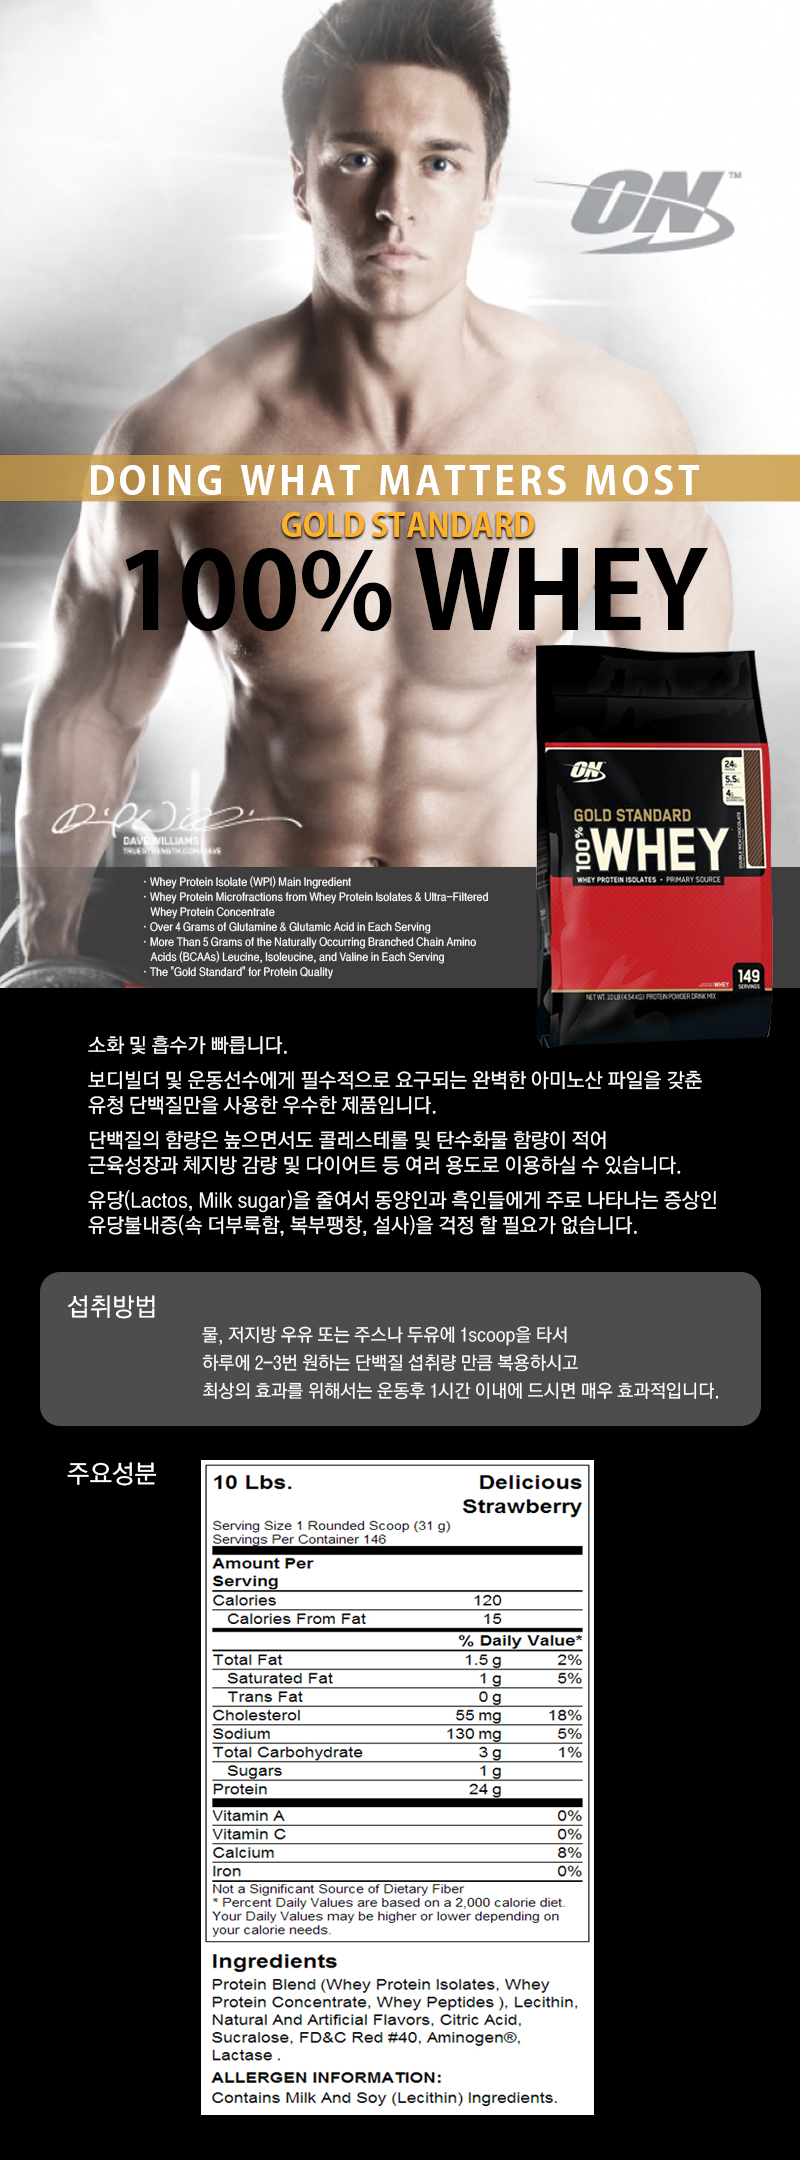 ON™
DOING WHAT MATTERS MOST
GOLD STANDARD
100% WHEY
DAVE WILLIAMS
TRUESTRENGTH.COM/DAVE
· Whey Protein Isolate (WPI) Main Ingredient
· Whey Protein Microfractions from Whey Protein Isolates & Ultra-Filtered
Whey Protein Concentrate
· Over 4 Grams of Glutamine & Glutamic Acid in Each Serving
· More Than 5 Grams of the Naturally Occurring Branched Chain Amino
Acids (BCAAs) Leucine, Isoleucine, and Valine in Each Serving
· The "Gold Standard" for Protein Quality
ON
24g
5.5g
4g
DOUBLE RICH CHOCOLATE
GOLD STANDARD
100% WHEY
WHEY PROTEIN ISOLATES • PRIMARY SOURCE
WHEY
149
SERVINGS
NET WT. 10 LB (4.54 KG) PROTEIN POWDER DRINK MIX
소화 및 흡수가 빠릅니다.
보디빌더 및 운동선수에게 필수적으로 요구되는 완벽한 아미노산 파일을 갖춘
유청 단백질만을 사용한 우수한 제품입니다.
단백질의 함량은 높으면서도 콜레스테롤 및 탄수화물 함량이 적어
근육성장과 체지방 감량 및 다이어트 등 여러 용도로 이용하실 수 있습니다.
유당(Lactos, Milk sugar)을 줄여서 동양인과 흑인들에게 주로 나타나는 증상인
유당불내증(속 더부룩함, 복부팽창, 설사)을 걱정 할 필요가 없습니다.
섭취방법
물, 저지방 우유 또는 주스나 두유에 1scoop을 타서
하루에 2-3번 원하는 단백질 섭취량 만큼 복용하시고
최상의 효과를 위해서는 운동후 1시간 이내에 드시면 매우 효과적입니다.
주요성분
10 Lbs. Delicious
Strawberry
Serving Size 1 Rounded Scoop (31 g)
Servings Per Container 146
Amount Per
Serving
Calories 120
Calories From Fat 15
% Daily Value*
Total Fat 1.5 g 2%
Saturated Fat 1 g 5%
Trans Fat 0 g
Cholesterol 55 mg 18%
Sodium 130 mg 5%
Total Carbohydrate 3 g 1%
Sugars 1 g
Protein 24 g
Vitamin A 0%
Vitamin C 0%
Calcium 8%
Iron 0%
Not a Significant Source of Dietary Fiber
* Percent Daily Values are based on a 2,000 calorie diet.
Your Daily Values may be higher or lower depending on
your calorie needs.
Ingredients
Protein Blend (Whey Protein Isolates, Whey
Protein Concentrate, Whey Peptides ), Lecithin,
Natural And Artificial Flavors, Citric Acid,
Sucralose, FD&C Red #40, Aminogen®,
Lactase .
ALLERGEN INFORMATION:
Contains Milk And Soy (Lecithin) Ingredients.